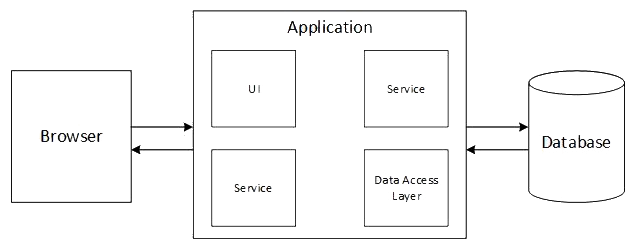 Application
UI
Service
Browser
Database
Service
Data Access
Layer